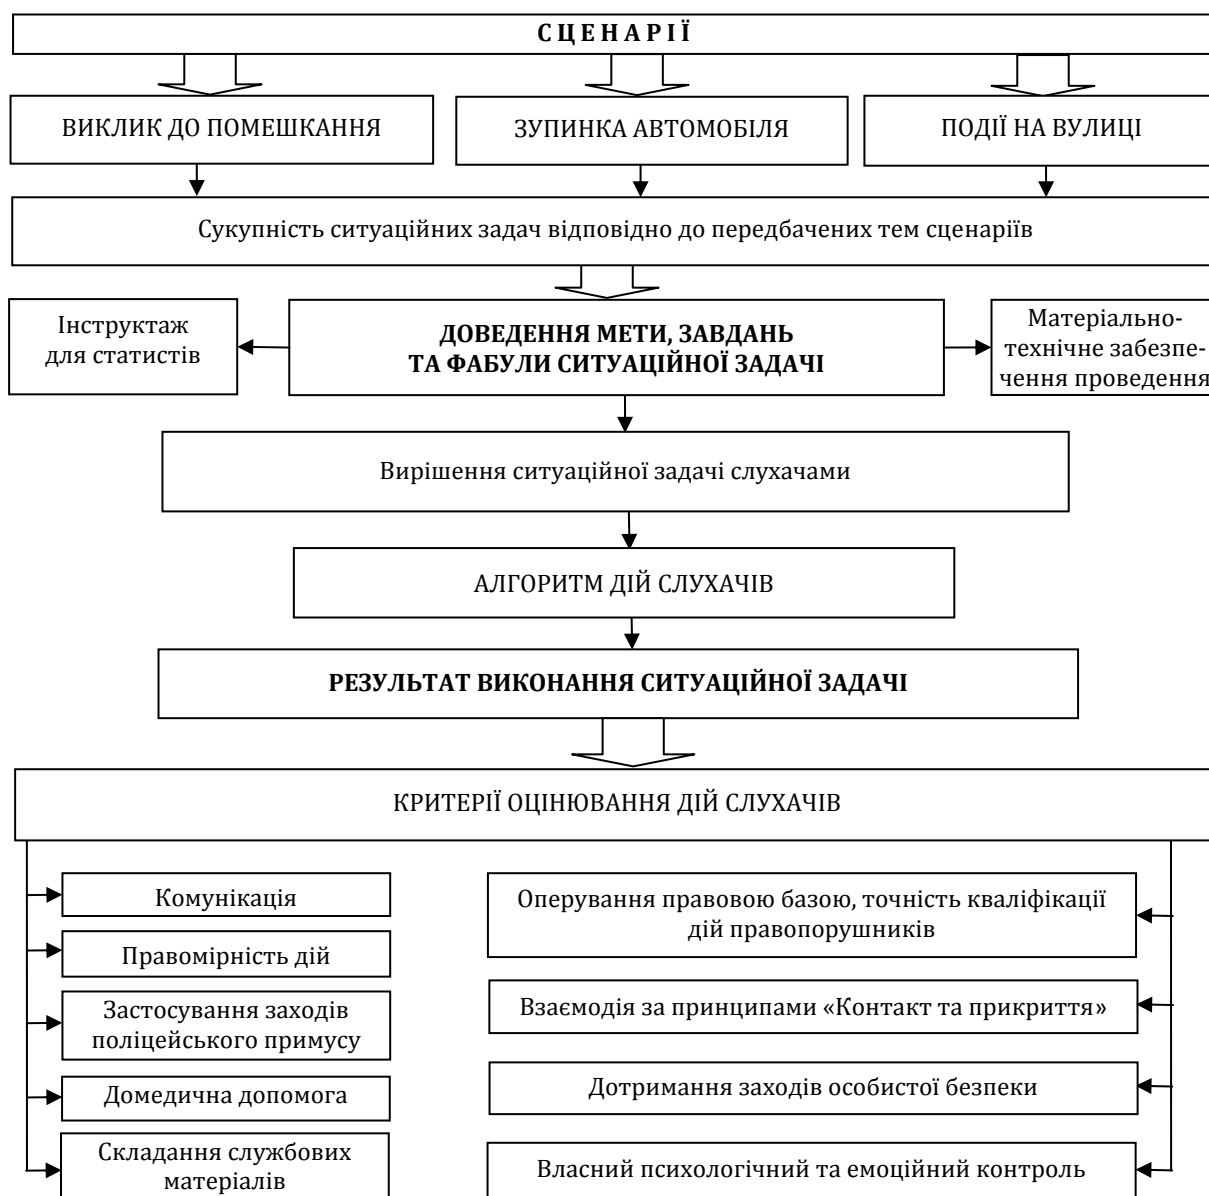 СЦЕНАРІЇ
ВИКЛИК ДО ПОМЕШКАННЯ
ЗУПИНКА АВТОМОБІЛЯ
ПОДІЇ НА ВУЛИЦІ
Сукупність ситуаційних задач відповідно до передбачених тем сценаріїв
Інструктаж
для статистів
ДОВЕДЕННЯ МЕТИ, ЗАВДАНЬ
ТА ФАБУЛИ СИТУАЦІЙНОЇ ЗАДАЧІ
Матеріально-
технічне забезпе-
чення проведення
Вирішення ситуаційної задачі слухачами
АЛГОРИТМ ДІЙ СЛУХАЧІВ
РЕЗУЛЬТАТ ВИКОНАННЯ СИТУАЦІЙНОЇ ЗАДАЧІ
КРИТЕРІЇ ОЦІНЮВАННЯ ДІЙ СЛУХАЧІВ
Комунікація
Правомірність дій
Застосування заходів
поліцейського примусу
Домедична допомога
Складання службових
матеріалів
Оперування правовою базою, точність кваліфікації
дій правопорушників
Взаємодія за принципами «Контакт та прикриття»
Дотримання заходів особистої безпеки
Власний психологічний та емоційний контроль